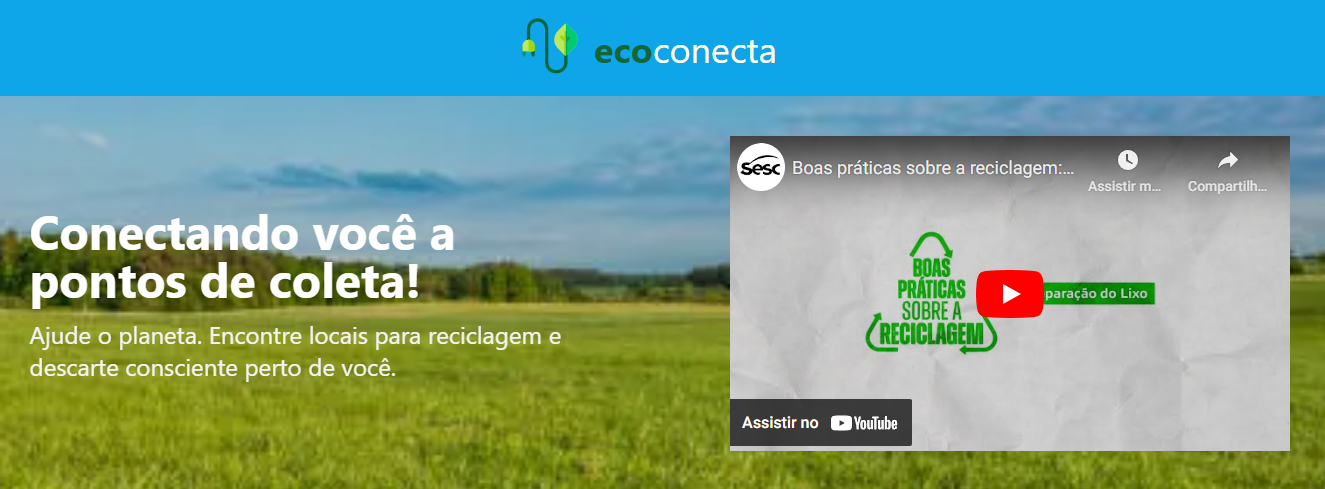 ecoconecta
Conectando você a
pontos de coleta!
Ajude o planeta. Encontre locais para reciclagem e
descarte consciente perto de você.
Sesc
Boas práticas sobre a reciclagem:...
Assistir m...
Compartilh...
BOAS
PRÁTICAS
SOBRE A
RECICLAGEM
paração do Lixo
Assistir no YouTube